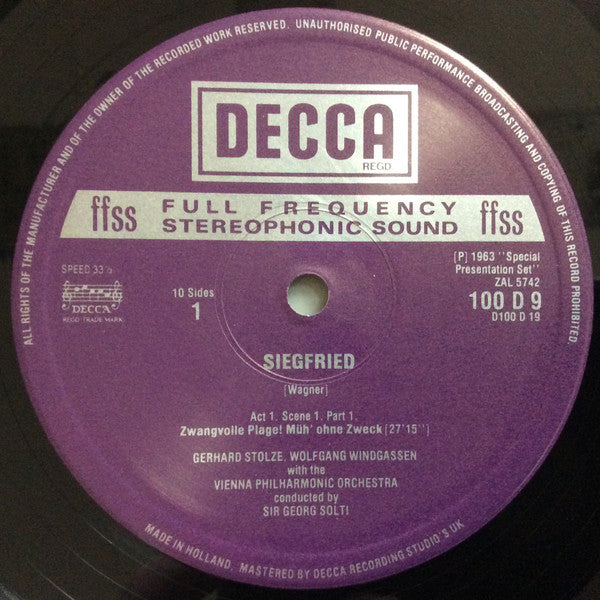 ALL RIGHTS OF THE MANUFACTURER AND OF THE OWNER OF THE RECORDED WORK RESERVED. UNAUTHORISED PUBLIC PERFORMANCE BROADCASTING AND COPYING OF THIS RECORD PROHIBITED.
DECCA
REGD.
ffss FULL FREQUENCY STEREOPHONIC SOUND ffss
SPEED 33⅓
DECCA
REGD TRADE MARK
10 Sides
1
[P] 1963 "Special
Presentation Set"
ZAL 5742
100 D 9
D100 D 19
SIEGFRIED
(Wagner)
Act 1. Scene 1. Part 1.
Zwangvolle Plage! Müh' ohne Zweck (27'15")
GERHARD STOLZE. WOLFGANG WINDGASSEN
with the
VIENNA PHILHARMONIC ORCHESTRA
conducted by
SIR GEORG SOLTI
MADE IN HOLLAND. MASTERED BY DECCA RECORDING STUDIO'S UK